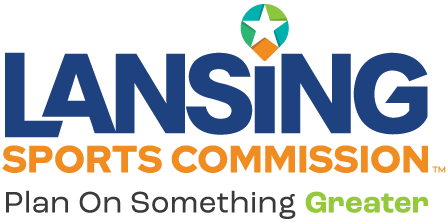 LANSiNG
SPORTS COMMISSION™
Plan On Something Greater